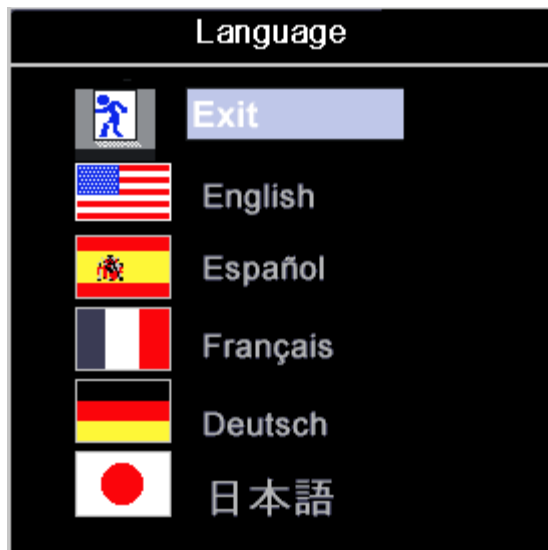 Language
Exit
English
Español
Français
Deutsch
日本語